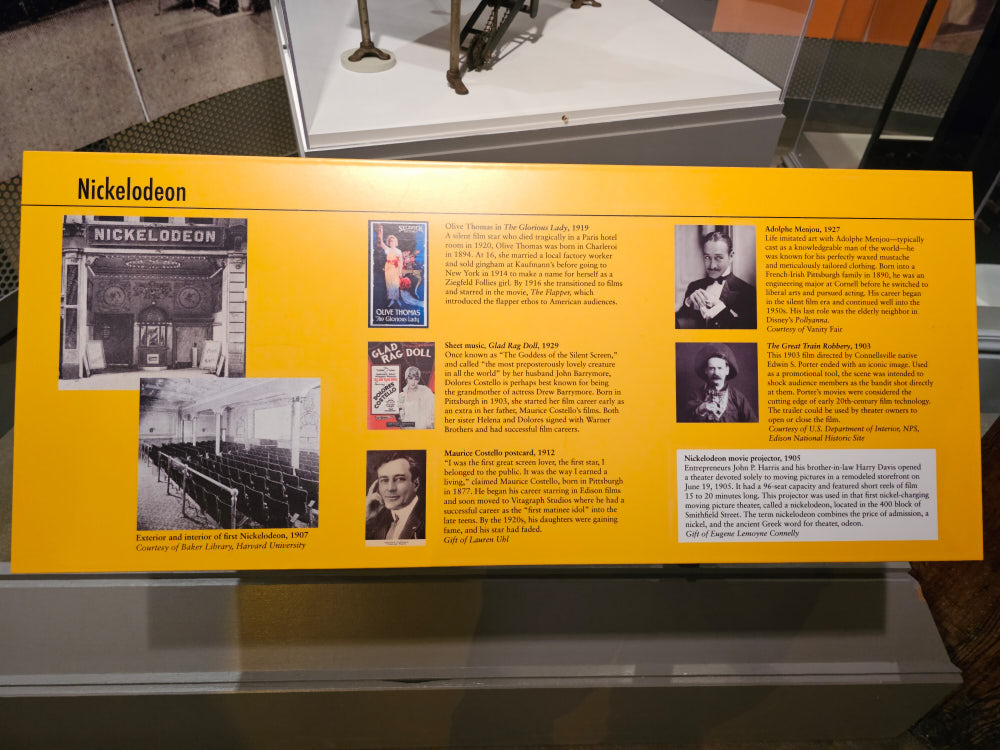 Nickelodeon
NICKELODEON
Exterior and interior of first Nickelodeon, 1907
Courtesy of Baker Library, Harvard University
OLIVE THOMAS
The Glorious Lady
Olive Thomas in The Glorious Lady, 1919
A silent film star who died tragically in a Paris hotel
room in 1920, Olive Thomas was born in Charleroi
in 1894. At 16, she married a local factory worker
and sold gingham at Kaufmann's before going to
New York in 1914 to make a name for herself as a
Ziegfeld Follies girl. By 1916 she transitioned to films
and starred in the movie, The Flapper, which
introduced the flapper ethos to American audiences.
GLAD
RAG DOLL
DOLORES
COSTELLO
Sheet music, Glad Rag Doll, 1929
Once known as "The Goddess of the Silent Screen,"
and called "the most preposterously lovely creature
in all the world" by her husband John Barrymore,
Dolores Costello is perhaps best known for being
the grandmother of actress Drew Barrymore. Born in
Pittsburgh in 1903, she started her film career early as
an extra in her father, Maurice Costello's films. Both
her sister Helena and Dolores signed with Warner
Brothers and had successful film careers.
Maurice Costello postcard, 1912
"I was the first great screen lover, the first star, I
belonged to the public. It was the way I earned a
living," claimed Maurice Costello, born in Pittsburgh
in 1877. He began his career starring in Edison films
and soon moved to Vitagraph Studios where he had a
successful career as the "first matinee idol" into the
late teens. By the 1920s, his daughters were gaining
fame, and his star had faded.
Gift of Lauren Uhl
Adolphe Menjou, 1927
Life imitated art with Adolphe Menjou—typically
cast as a knowledgable man of the world—he
was known for his perfectly waxed mustache
and meticulously tailored clothing. Born into a
French-Irish Pittsburgh family in 1890, he was an
engineering major at Cornell before he switched to
liberal arts and pursued acting. His career began
in the silent film era and continued well into the
1950s. His last role was the elderly neighbor in
Disney's Pollyanna.
Courtesy of Vanity Fair
The Great Train Robbery, 1903
This 1903 film directed by Connellsville native
Edwin S. Porter ended with an iconic image. Used
as a promotional tool, the scene was intended to
shock audience members as the bandit shot directly
at them. Porter's movies were considered the
cutting edge of early 20th-century film technology.
The trailer could be used by theater owners to
open or close the film.
Courtesy of U.S. Department of Interior, NPS,
Edison National Historic Site
Nickelodeon movie projector, 1905
Entrepreneurs John P. Harris and his brother-in-law Harry Davis opened
a theater devoted solely to moving pictures in a remodeled storefront on
June 19, 1905. It had a 96-seat capacity and featured short reels of film
15 to 20 minutes long. This projector was used in that first nickel-charging
moving picture theater, called a nickelodeon, located in the 400 block of
Smithfield Street. The term nickelodeon combines the price of admission, a
nickel, and the ancient Greek word for theater, odeon.
Gift of Eugene Lemoyne Connelly